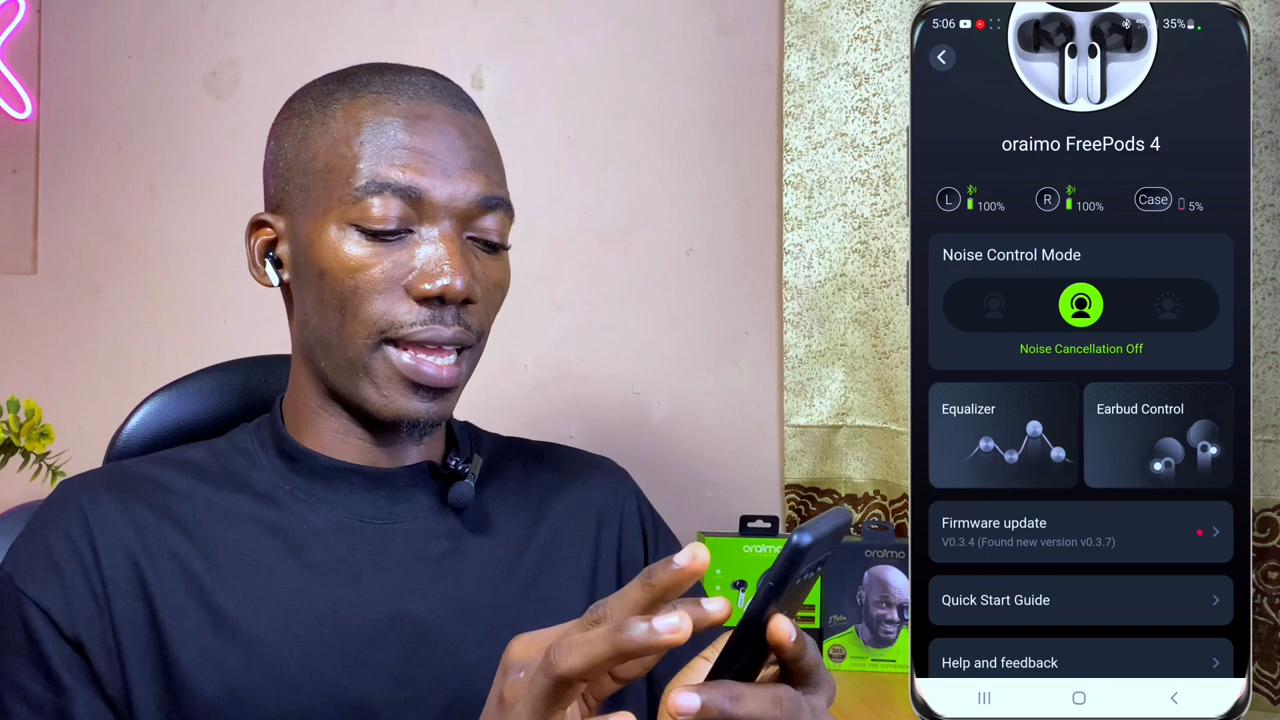 5:06
35%
oraimo FreePods 4
L 100%
R 100%
Case 5%
Noise Control Mode
Noise Cancellation Off
Equalizer
Earbud Control
Firmware update
V0.3.4 (Found new version v0.3.7)
Quick Start Guide
Help and feedback
oraimo
oraimo
365